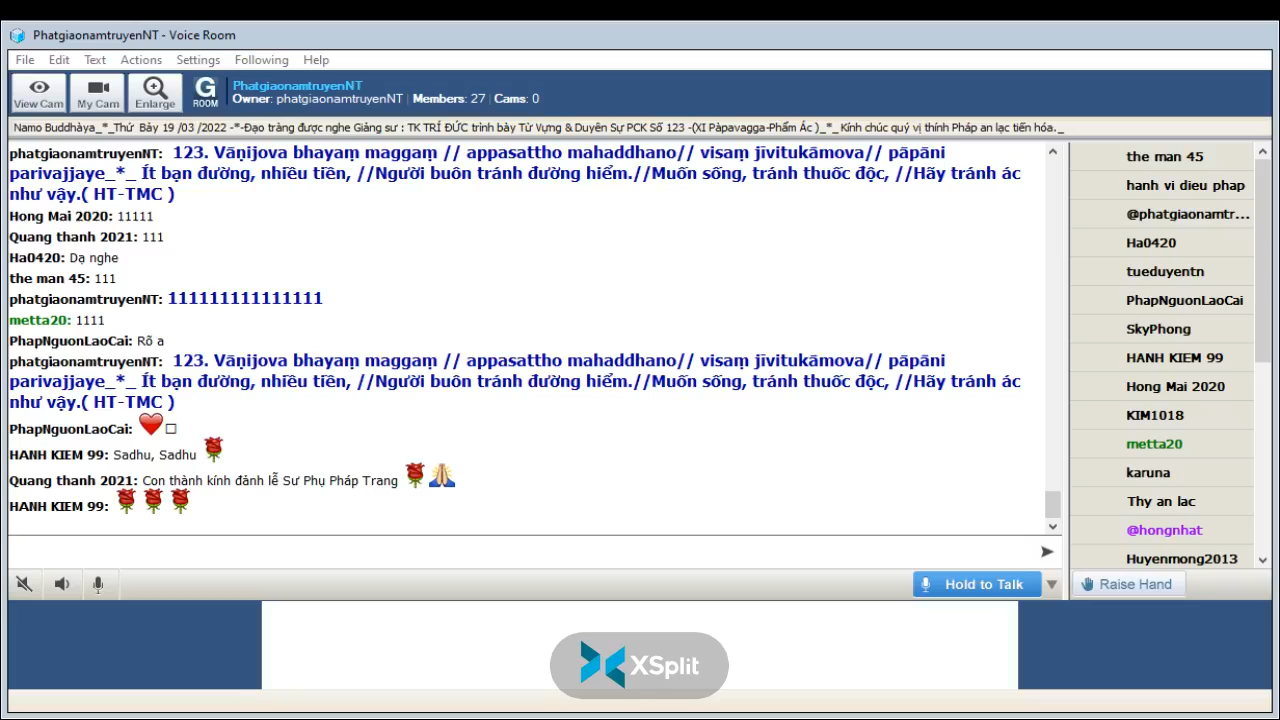 PhatgiaonamtruyenNT - Voice Room
File Edit Text Actions Settings Following Help
View Cam
My Cam
Enlarge
G
ROOM
PhatgiaonamtruyenNT
Owner: phatgiaonamtruyenNT | Members: 27 | Cams: 0
Namo Buddhàya_*_Thứ Bảy 19 /03 /2022 -*-Đạo tràng được nghe Giảng sư : TK TRÍ ĐỨC trình bày Từ Vựng & Duyên Sự PCK Số 123 -(XI Pàpavagga-Phẩm Ác )_*_ Kính chúc quý vị thính Pháp an lạc tiến hóa._
phatgiaonamtruyenNT: 123. Vāṇijova bhayaṃ maggaṃ // appasattho mahaddhano// visaṃ jīvitukāmova// pāpāni
parivajjaye_*_ Ít bạn đường, nhiều tiền, //Người buôn tránh đường hiểm.//Muốn sống, tránh thuốc độc, //Hãy tránh ác
như vậy.( HT-TMC )
Hong Mai 2020: 11111
Quang thanh 2021: 111
Ha0420: Dạ nghe
the man 45: 111
phatgiaonamtruyenNT: 111111111111111
metta20: 1111
PhapNguonLaoCai: Rõ a
phatgiaonamtruyenNT: 123. Vāṇijova bhayaṃ maggaṃ // appasattho mahaddhano// visaṃ jīvitukāmova// pāpāni
parivajjaye_*_ Ít bạn đường, nhiều tiền, //Người buôn tránh đường hiểm.//Muốn sống, tránh thuốc độc, //Hãy tránh ác
như vậy.( HT-TMC )
PhapNguonLaoCai: ❤□
HANH KIEM 99: Sadhu, Sadhu 🌹
Quang thanh 2021: Con thành kính đảnh lễ Sư Phụ Pháp Trang 🌹🙏
HANH KIEM 99: 🌹🌹🌹
the man 45
hanh vi dieu phap
@phatgiaonamtr...
Ha0420
tueduyentn
PhapNguonLaoCai
SkyPhong
HANH KIEM 99
Hong Mai 2020
KIM1018
metta20
karuna
Thy an lac
@hongnhat
Huyenmong2013
Hold to Talk
Raise Hand
XSplit